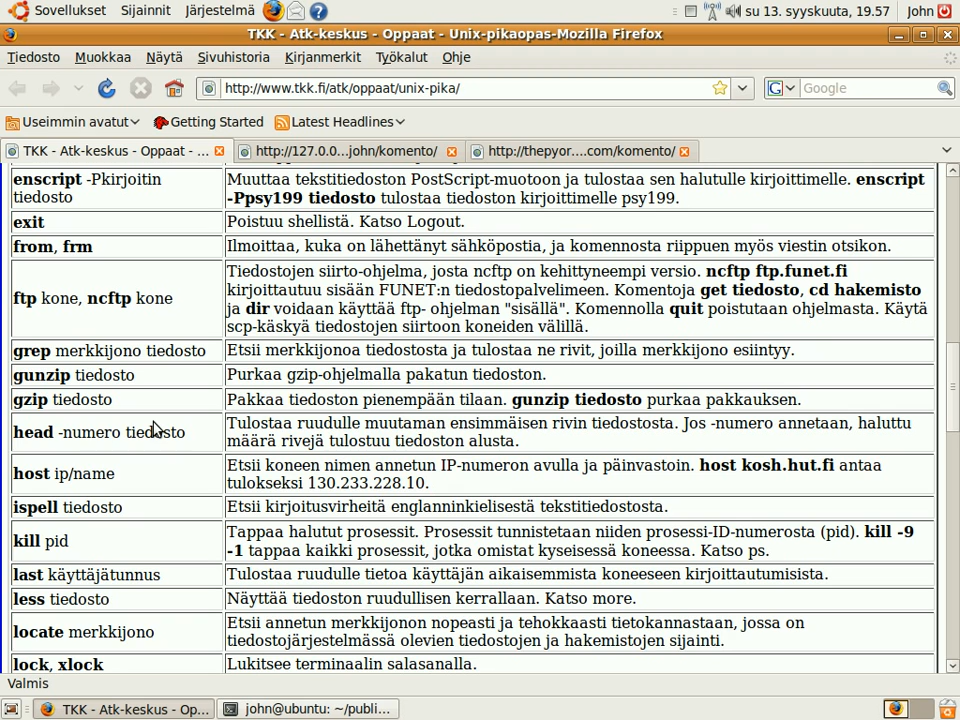 Sovellukset Sijainnit Järjestelmä su 13. syyskuuta, 19.57 John
TKK - Atk-keskus - Oppaat - Unix-pikaopas-Mozilla Firefox
Tiedosto Muokkaa Näytä Sivuhistoria Kirjanmerkit Työkalut Ohje
http://www.tkk.fi/atk/oppaat/unix-pika/ Google
Useimmin avatut Getting Started Latest Headlines
TKK - Atk-keskus - Oppaat - ... http://127.0.0...john/komento/ http://thepyor....com/komento/
enscript -Pkirjoitin
tiedosto
Muuttaa tekstitiedoston PostScript-muotoon ja tulostaa sen halutulle kirjoittimelle. enscript
-Ppsy199 tiedosto tulostaa tiedoston kirjoittimelle psy199.
exit
Poistuu shellistä. Katso Logout.
from, frm
Ilmoittaa, kuka on lähettänyt sähköpostia, ja komennosta riippuen myös viestin otsikon.
ftp kone, ncftp kone
Tiedostojen siirto-ohjelma, josta ncftp on kehittyneempi versio. ncftp ftp.funet.fi
kirjoittautuu sisään FUNET:n tiedostopalvelimeen. Komentoja get tiedosto, cd hakemisto
ja dir voidaan käyttää ftp- ohjelman "sisällä". Komennolla quit poistutaan ohjelmasta. Käytä
scp-käskyä tiedostojen siirtoon koneiden välillä.
grep merkkijono tiedosto
Etsii merkkijonoa tiedostosta ja tulostaa ne rivit, joilla merkkijono esiintyy.
gunzip tiedosto
Purkaa gzip-ohjelmalla pakatun tiedoston.
gzip tiedosto
Pakkaa tiedoston pienempään tilaan. gunzip tiedosto purkaa pakkauksen.
head -numero tiedosto
Tulostaa ruudulle muutaman ensimmäisen rivin tiedostosta. Jos -numero annetaan, haluttu
määrä rivejä tulostuu tiedoston alusta.
host ip/name
Etsii koneen nimen annetun IP-numeron avulla ja päinvastoin. host kosh.hut.fi antaa
tulokseksi 130.233.228.10.
ispell tiedosto
Etsii kirjoitusvirheitä englanninkielisestä tekstitiedostosta.
kill pid
Tappaa halutut prosessit. Prosessit tunnistetaan niiden prosessi-ID-numerosta (pid). kill -9
-1 tappaa kaikki prosessit, jotka omistat kyseisessä koneessa. Katso ps.
last käyttäjätunnus
Tulostaa ruudulle tietoa käyttäjän aikaisemmista koneeseen kirjoittautumisista.
less tiedosto
Näyttää tiedoston ruudullisen kerrallaan. Katso more.
locate merkkijono
Etsii annetun merkkijonon nopeasti ja tehokkaasti tietokannastaan, jossa on
tiedostojärjestelmässä olevien tiedostojen ja hakemistojen sijainti.
lock, xlock
Lukitsee terminaalin salasanalla.
Valmis
TKK - Atk-keskus - Op... john@ubuntu: ~/publi...